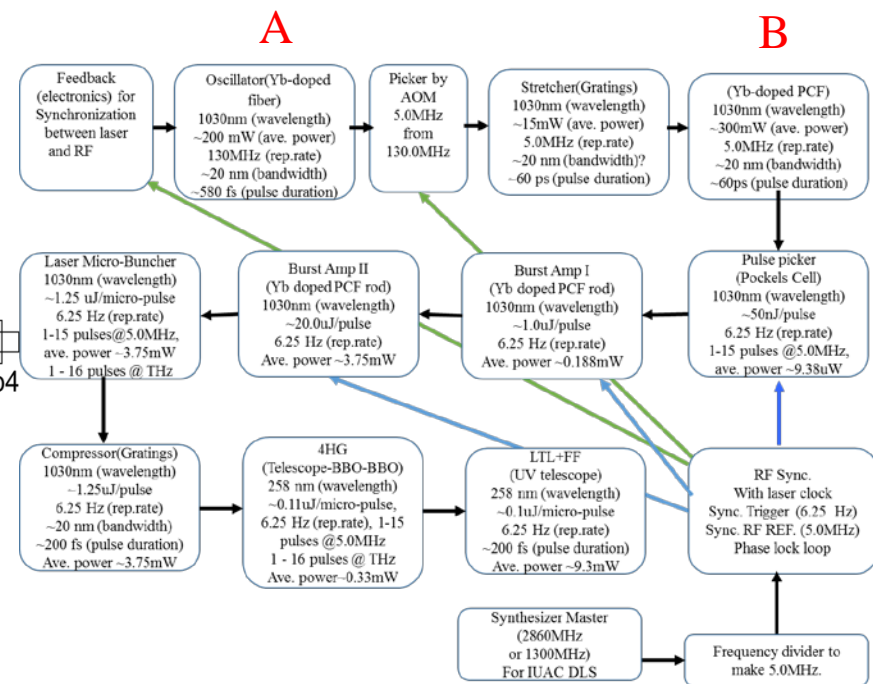 A
B
Feedback
(electronics) for
Synchronization
between laser
and RF
Oscillator(Yb-doped
fiber)
1030nm (wavelength)
~200 mW (ave. power)
130MHz (rep.rate)
~20 nm (bandwidth)
~580 fs (pulse duration)
Picker by
AOM
5.0MHz
from
130.0MHz
Stretcher(Gratings)
1030nm (wavelength)
~15mW (ave. power)
5.0MHz (rep.rate)
~20 nm (bandwidth)?
~60 ps (pulse duration)
(Yb-doped PCF)
1030nm (wavelength)
~300mW (ave. power)
5.0MHz (rep.rate)
~20 nm (bandwidth)
~60ps (pulse duration)
Laser Micro-Buncher
1030nm (wavelength)
~1.25 uJ/micro-pulse
6.25 Hz (rep.rate)
1-15 pulses@5.0MHz,
ave. power ~3.75mW
1 - 16 pulses @ THz
Burst Amp II
(Yb doped PCF rod)
1030nm (wavelength)
~20.0uJ/pulse
6.25 Hz (rep.rate)
Ave. power ~3.75mW
Burst Amp I
(Yb doped PCF rod)
1030nm (wavelength)
~1.0uJ/pulse
6.25 Hz (rep.rate)
Ave. power ~0.188mW
Pulse picker
(Pockels Cell)
1030nm (wavelength)
~50nJ/pulse
6.25 Hz (rep.rate)
1-15 pulses @5.0MHz,
ave. power ~9.38uW
Compressor(Gratings)
1030nm (wavelength)
~1.25uJ/pulse
6.25 Hz (rep.rate)
~20 nm (bandwidth)
~200 fs (pulse duration)
Ave. power ~3.75mW
4HG
(Telescope-BBO-BBO)
258 nm (wavelength)
~0.11uJ/micro-pulse,
6.25 Hz (rep.rate), 1-15
pulses @5.0MHz
1 - 16 pulses @ THz
Ave. power~0.33mW
LTL+FF
(UV telescope)
258 nm (wavelength)
~0.1uJ/micro-pulse
6.25 Hz (rep.rate)
~200 fs (pulse duration)
Ave. power ~9.3mW
RF Sync.
With laser clock
Sync. Trigger (6.25 Hz)
Sync. RF REF. (5.0MHz)
Phase lock loop
Synthesizer Master
(2860MHz
or 1300MHz)
For IUAC DLS
Frequency divider to
make 5.0MHz.